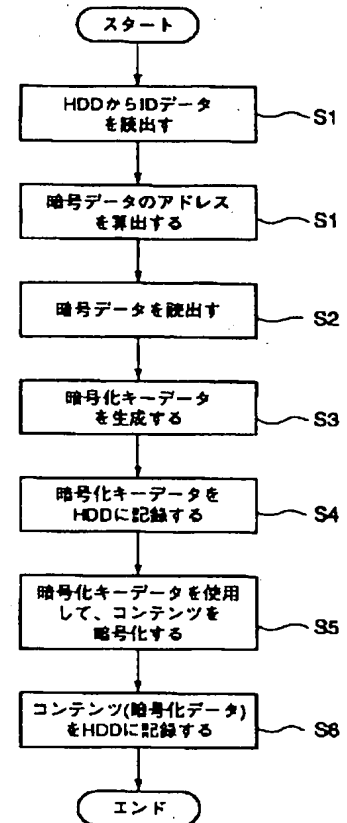 スタート
HDDからIDデータ
を読出す
S1
暗号データのアドレス
を算出する
S1
暗号データを読出す
S2
暗号化キーデータ
を生成する
S3
暗号化キーデータを
HDDに記録する
S4
暗号化キーデータを使用
して、コンテンツを
暗号化する
S5
コンテンツ(暗号化データ)
をHDDに記録する
S6
エンド